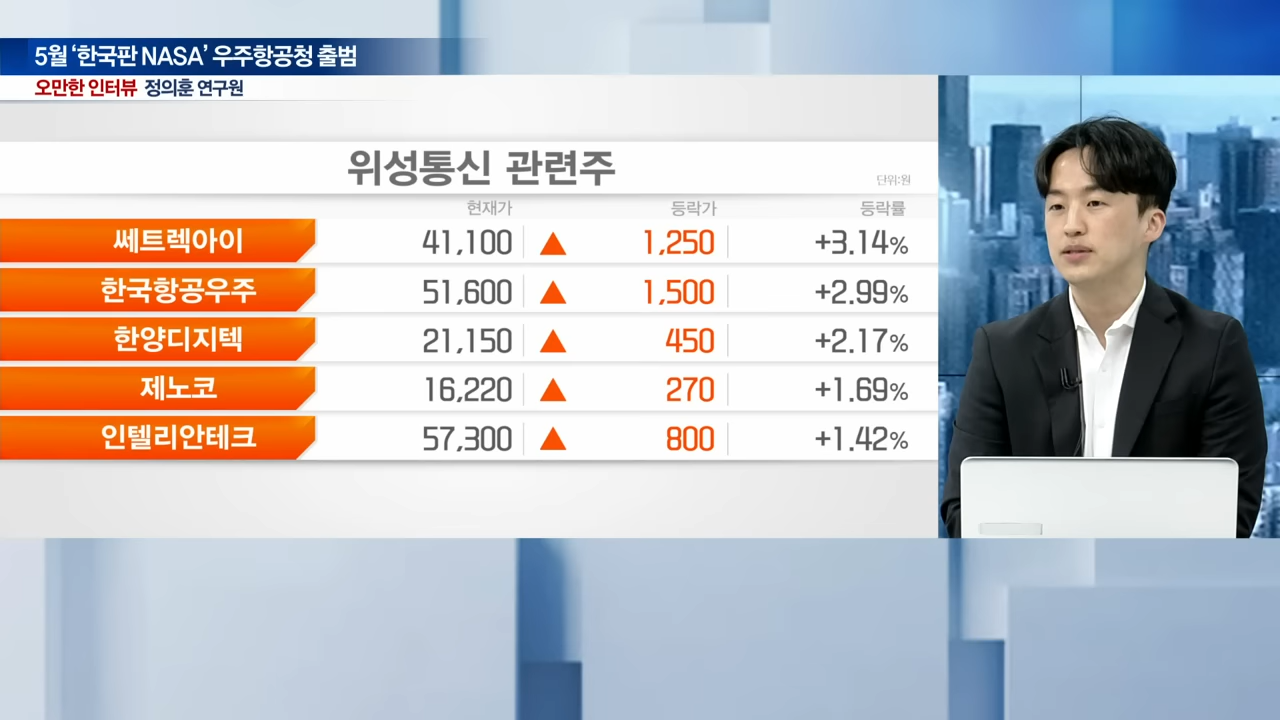 5월 ‘한국판 NASA’ 우주항공청 출범
오만한 인터뷰 정의훈 연구원
위성통신 관련주
단위:원
현재가 등락가 등락률
쎄트렉아이 41,100 ▲ 1,250 +3.14%
한국항공우주 51,600 ▲ 1,500 +2.99%
한양디지텍 21,150 ▲ 450 +2.17%
제노코 16,220 ▲ 270 +1.69%
인텔리안테크 57,300 ▲ 800 +1.42%